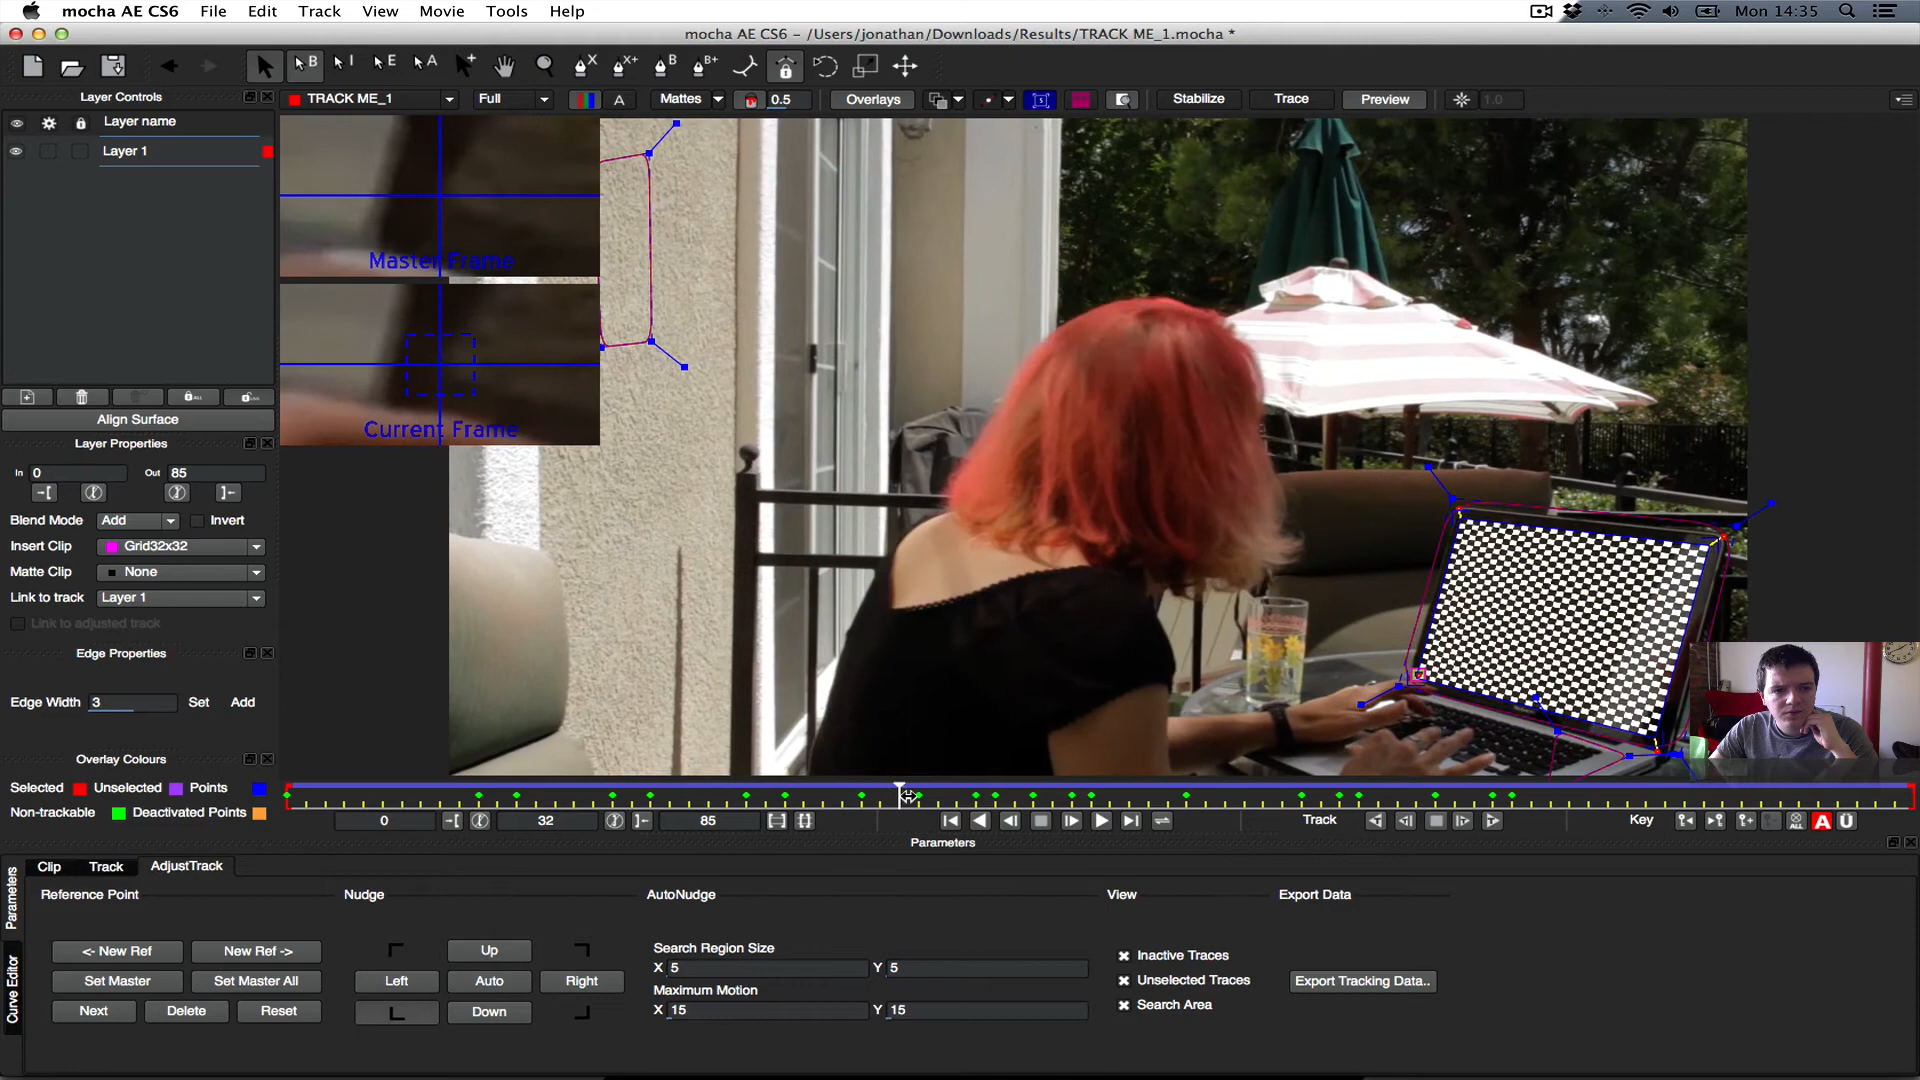 mocha AE CS6 File Edit Track View Movie Tools Help Mon 14:35
mocha AE CS6 – /Users/jonathan/Downloads/Results/TRACK ME_1.mocha *
Layer Controls TRACK ME_1 Full A Mattes 0.5 Overlays Stabilize Trace Preview 1.0
Layer name
Layer 1
Master Frame
Current Frame
Align Surface
Layer Properties
In 0 Out 85
Blend Mode Add Invert
Insert Clip Grid32x32
Matte Clip None
Link to track Layer 1
Link to adjusted track
Edge Properties
Edge Width 3 Set Add
Overlay Colours
Selected Unselected Points
Non-trackable Deactivated Points
0 32 85 Track Key A Ü
Parameters
Clip Track AdjustTrack
Parameters
Curve Editor
Reference Point Nudge AutoNudge View Export Data
<- New Ref New Ref -> Up Search Region Size Inactive Traces
Set Master Set Master All Left Auto Right X 5 Y 5 Unselected Traces Export Tracking Data..
Maximum Motion Search Area
Next Delete Reset Down X 15 Y 15